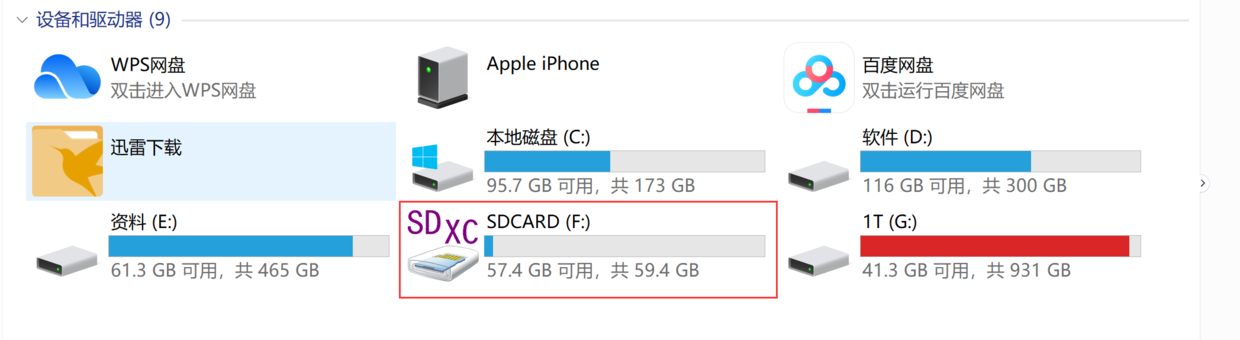 设备和驱动器 (9)
WPS网盘
双击进入WPS网盘
Apple iPhone
百度网盘
双击运行百度网盘
迅雷下载
本地磁盘 (C:)
95.7 GB 可用，共 173 GB
软件 (D:)
116 GB 可用，共 300 GB
资料 (E:)
61.3 GB 可用，共 465 GB
SDXC
SDCARD (F:)
57.4 GB 可用，共 59.4 GB
1T (G:)
41.3 GB 可用，共 931 GB